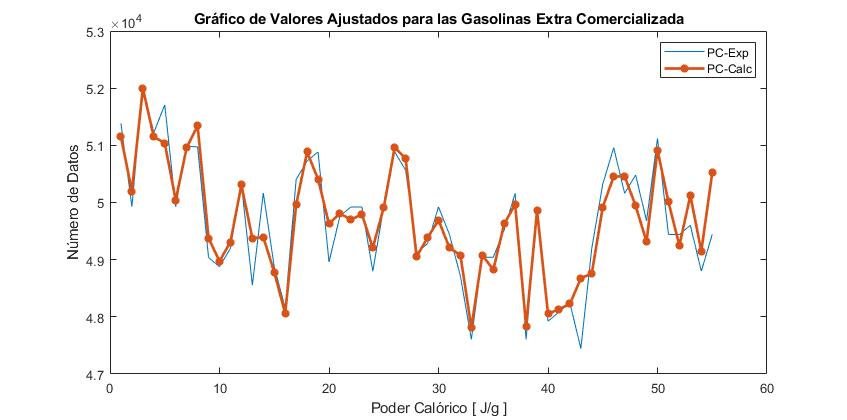 Gráfico de Valores Ajustados para las Gasolinas Extra Comercializada
×10⁴
5.3
5.2
5.1
5
4.9
4.8
4.7
Número de Datos
PC-Exp
PC-Calc
0 10 20 30 40 50 60
Poder Calórico [ J/g ]